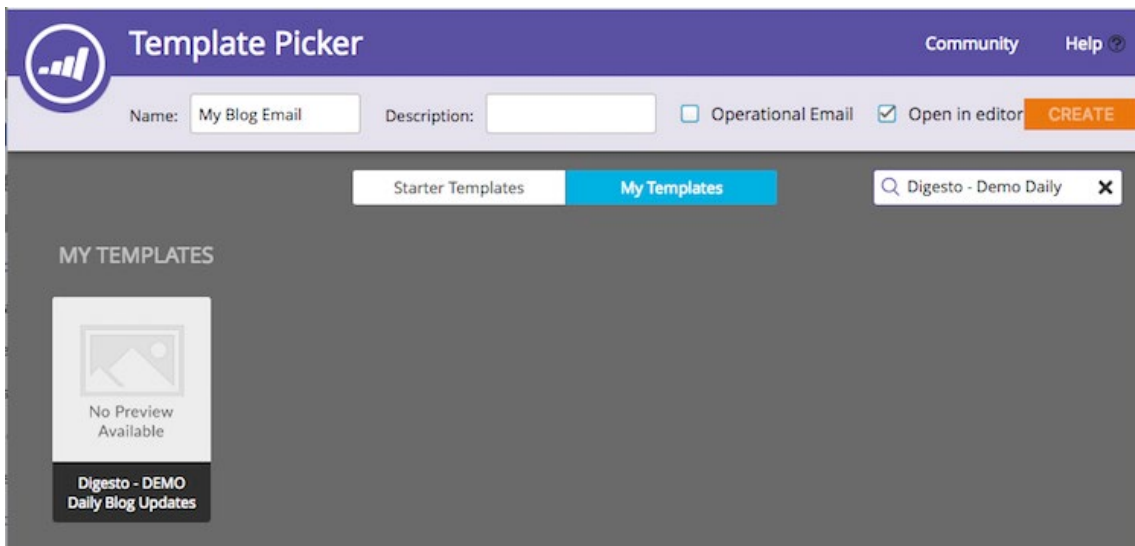 Template Picker
Community
Help
Name:
My Blog Email
Description:
Operational Email
Open in editor
CREATE
Starter Templates
My Templates
Digesto - Demo Daily
MY TEMPLATES
No Preview
Available
Digesto - DEMO
Daily Blog Updates